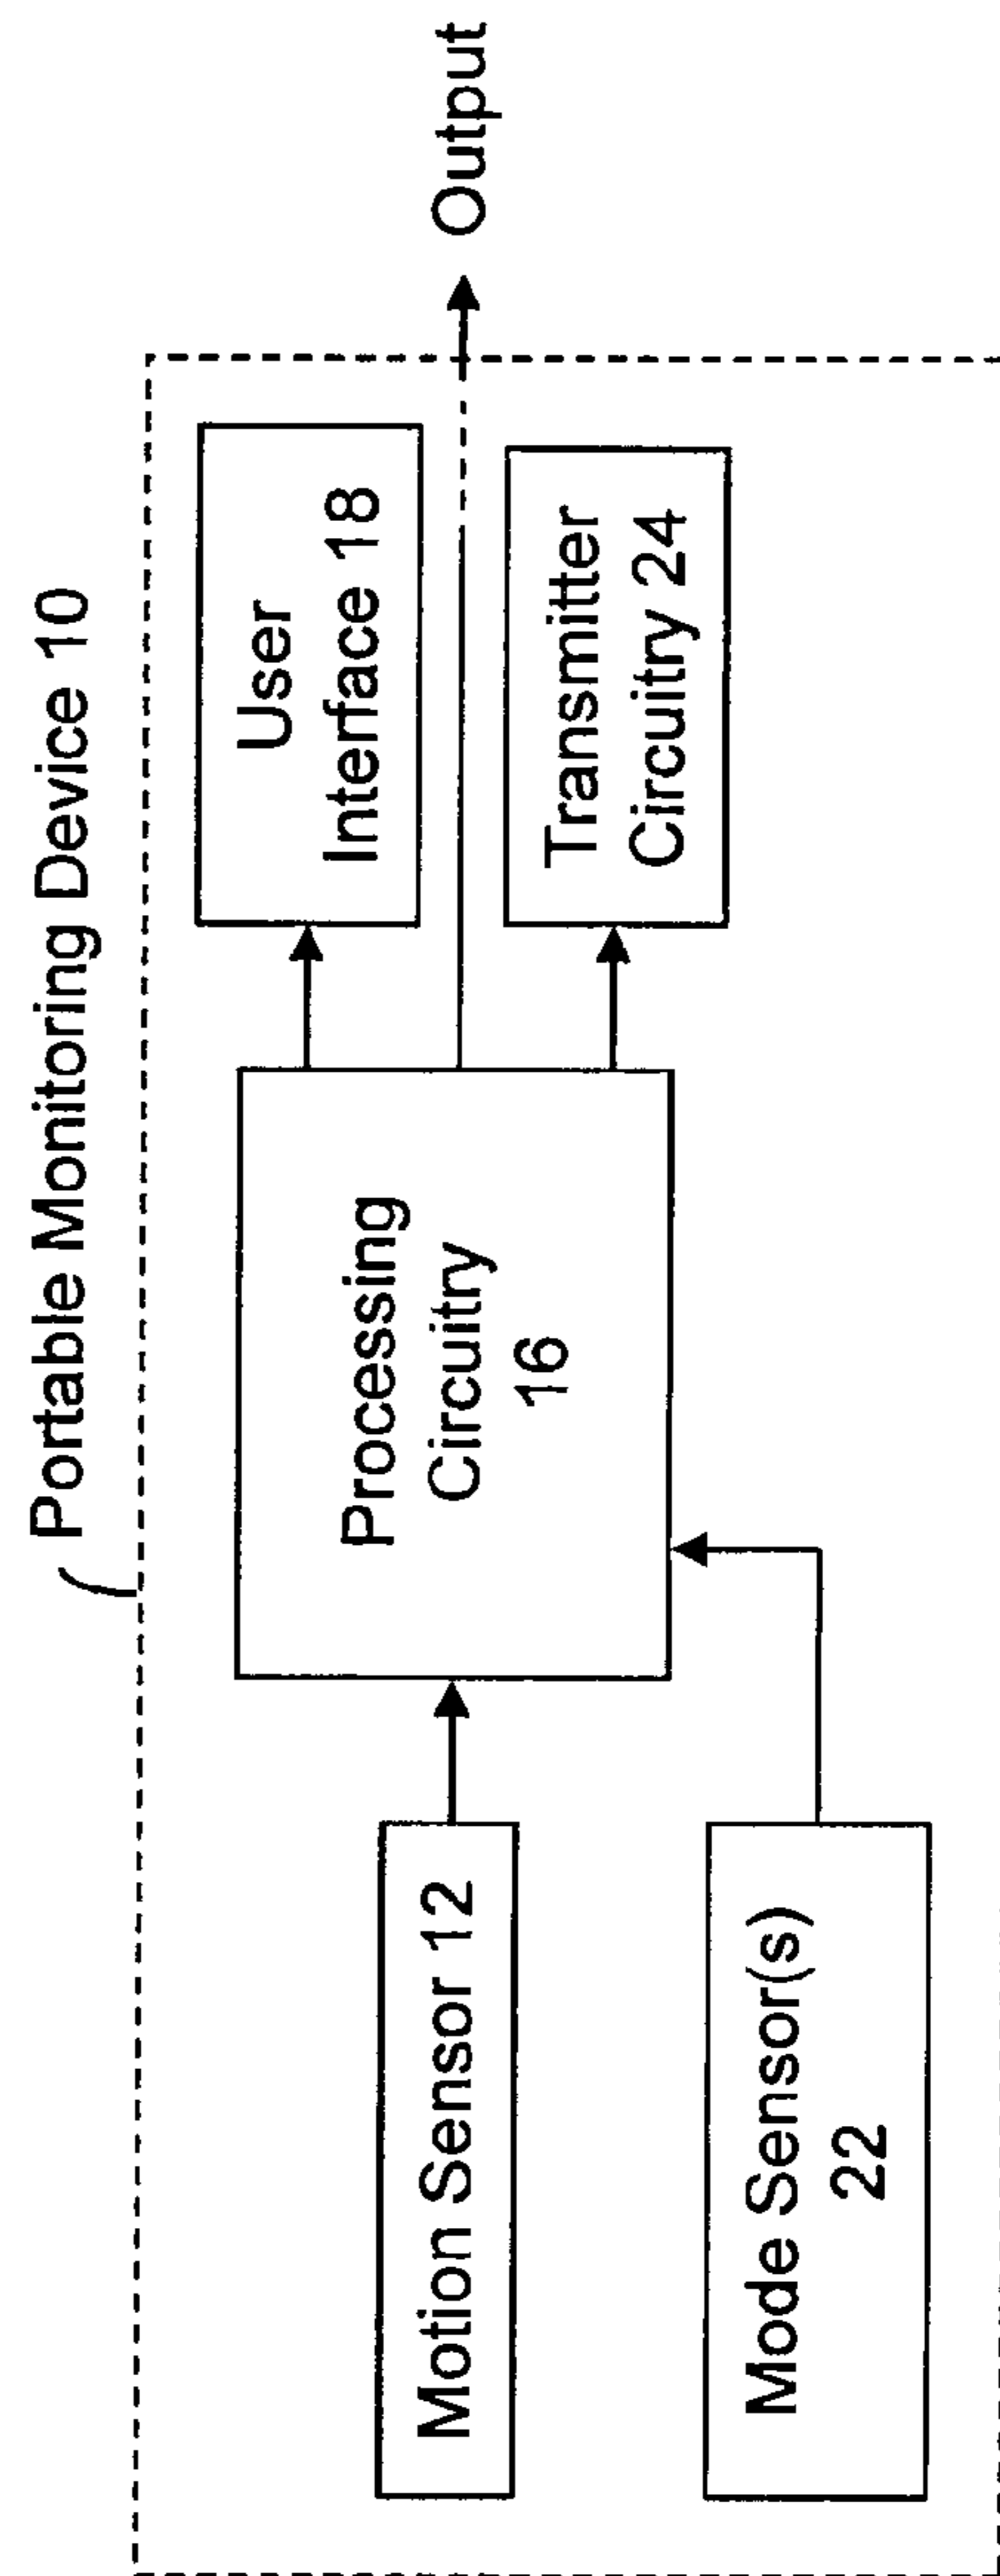 Portable Monitoring Device 10
Motion Sensor 12
Mode Sensor(s)
22
Processing
Circuitry
16
User
Interface 18
Transmitter
Circuitry 24
Output